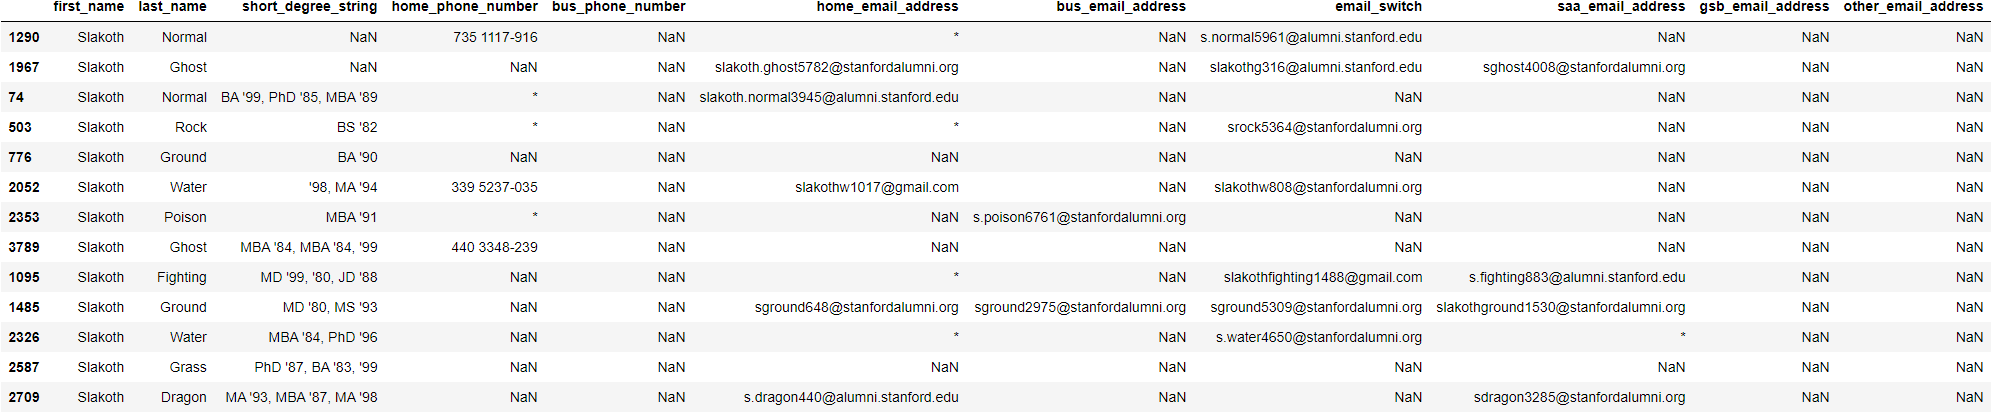 first_name last_name short_degree_string home_phone_number bus_phone_number home_email_address bus_email_address email_switch saa_email_address gsb_email_address other_email_address
1290 Slakoth Normal NaN 735 1117-916 NaN * NaN s.normal5961@alumni.stanford.edu NaN NaN NaN
1967 Slakoth Ghost NaN NaN NaN slakoth.ghost5782@stanfordalumni.org NaN slakothg316@alumni.stanford.edu sghost4008@stanfordalumni.org NaN NaN
74 Slakoth Normal BA '99, PhD '85, MBA '89 * NaN slakoth.normal3945@alumni.stanford.edu NaN NaN NaN NaN NaN
503 Slakoth Rock BS '82 * NaN * NaN srock5364@stanfordalumni.org NaN NaN NaN
776 Slakoth Ground BA '90 NaN NaN NaN NaN NaN NaN NaN NaN
2052 Slakoth Water '98, MA '94 339 5237-035 NaN slakothw1017@gmail.com NaN slakothw808@stanfordalumni.org NaN NaN NaN
2353 Slakoth Poison MBA '91 * NaN NaN s.poison6761@stanfordalumni.org NaN NaN NaN NaN
3789 Slakoth Ghost MBA '84, MBA '84, '99 440 3348-239 NaN NaN NaN NaN NaN NaN NaN
1095 Slakoth Fighting MD '99, '80, JD '88 NaN NaN * NaN slakothfighting1488@gmail.com s.fighting883@alumni.stanford.edu NaN NaN
1485 Slakoth Ground MD '80, MS '93 NaN NaN sground648@stanfordalumni.org sground2975@stanfordalumni.org sground5309@stanfordalumni.org slakothground1530@stanfordalumni.org NaN NaN
2326 Slakoth Water MBA '84, PhD '96 NaN NaN * NaN s.water4650@stanfordalumni.org * NaN NaN
2587 Slakoth Grass PhD '87, BA '83, '99 NaN NaN NaN NaN NaN NaN NaN NaN
2709 Slakoth Dragon MA '93, MBA '87, MA '98 NaN NaN s.dragon440@alumni.stanford.edu NaN NaN sdragon3285@stanfordalumni.org NaN NaN